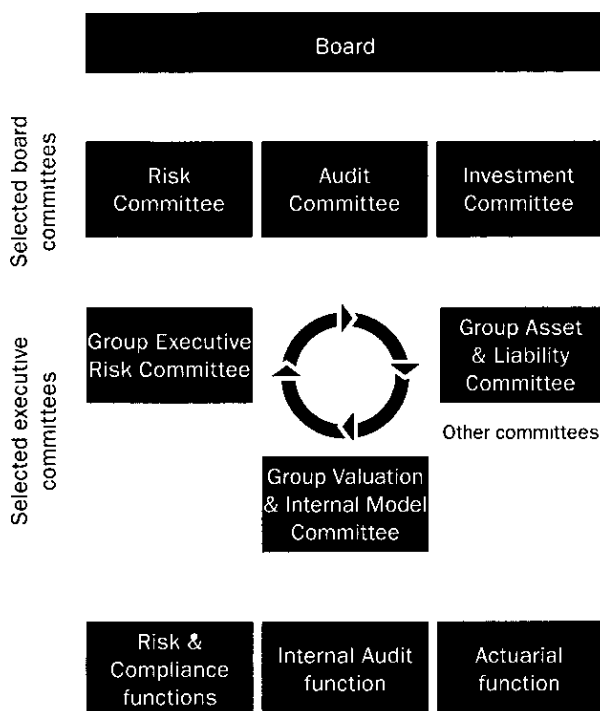 Board
Selected board
committees
Risk
Committee
Audit
Committee
Investment
Committee
Selected executive
committees
Group Executive
Risk Committee
Group Asset
& Liability
Committee
Other committees
Group Valuation
& Internal Model
Committee
Risk &
Compliance
functions
Internal Audit
function
Actuarial
function